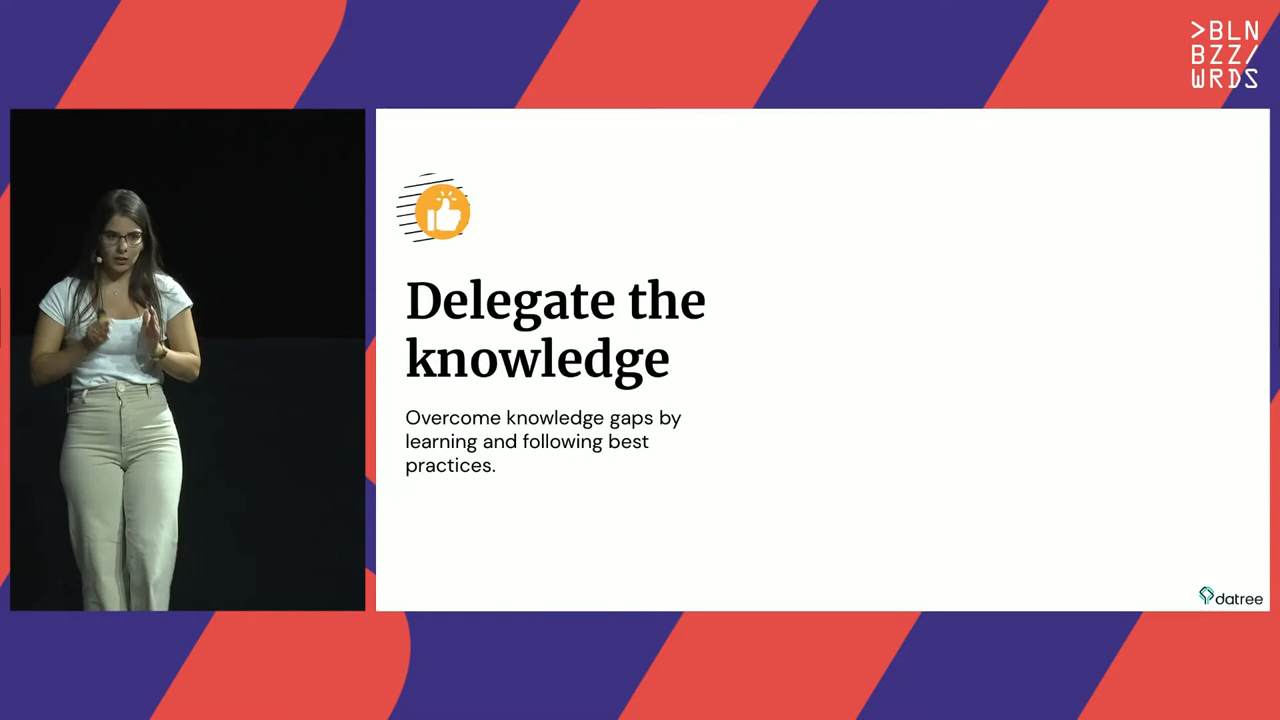 >BLN
BZZ/
WRDS
Delegate the
knowledge
Overcome knowledge gaps by
learning and following best
practices.
datree